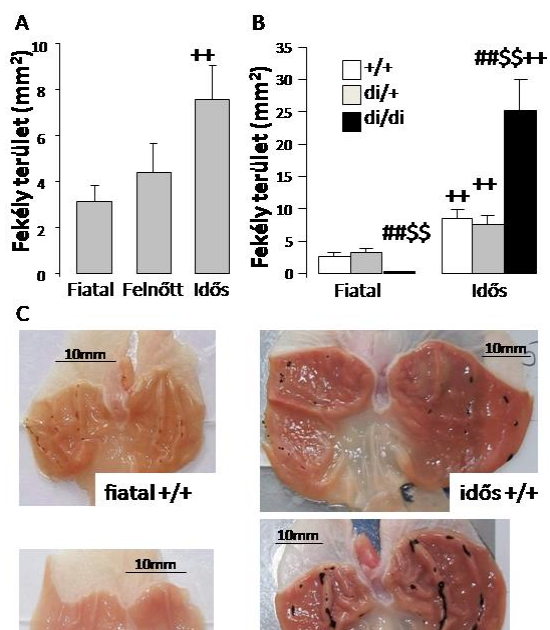 A
Fekély terület (mm²)
10
8
6
4
2
0
++
Fiatal Felnőtt Idős
B
Fekély terület (mm²)
35
30
25
20
15
10
5
0
+/+
di/+
di/di
##$$
++
++
##$$++
Fiatal Idős
C
10mm
fiatal +/+
10mm
idős +/+
10mm
10mm